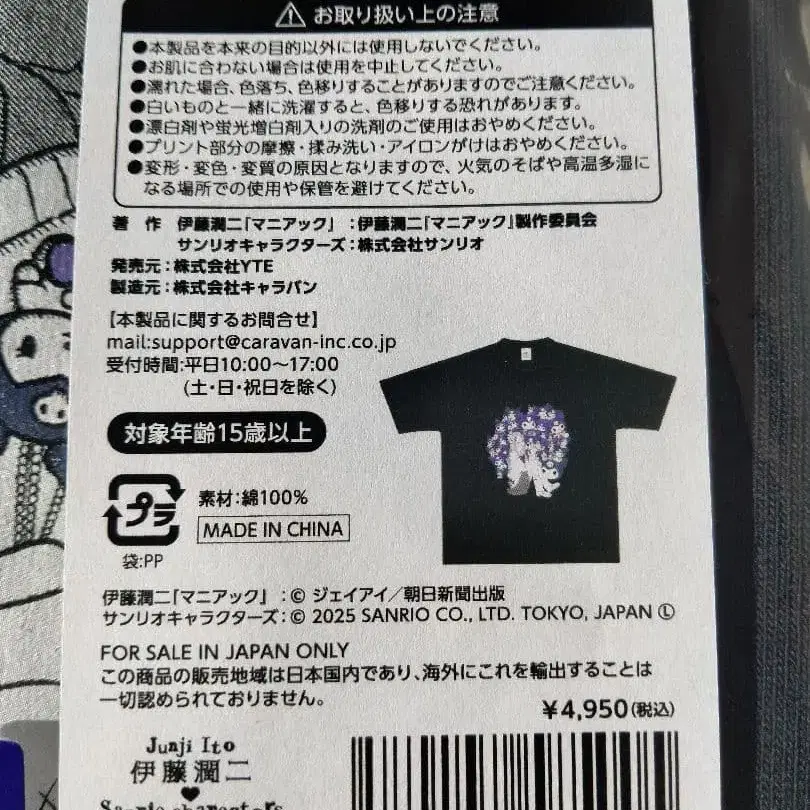 ⚠ お取り扱い上の注意
●本製品を本来の目的以外には使用しないでください。
●お肌に合わない場合は使用を中止してください。
●濡れた場合、色落ち、色移りすることがありますのでご注意ください。
●白いものと一緒に洗濯すると、色移りする恐れがあります。
●漂白剤や蛍光増白剤入りの洗剤のご使用はおやめください。
●プリント部分の摩擦・揉み洗い・アイロンがけはおやめください。
●変形・変色・変質の原因となりますので、火気のそばや高温多湿に
なる場所での使用や保管を避けてください。
著 作 伊藤潤二「マニアック」:伊藤潤二『マニアック』製作委員会
サンリオキャラクターズ:株式会社サンリオ
発売元:株式会社YTE
製造元:株式会社キャラバン
【本製品に関するお問合せ】
mail:support@caravan-inc.co.jp
受付時間:平日10:00〜17:00
(土・日・祝日を除く)
対象年齢15歳以上
プラ
素材:綿100%
MADE IN CHINA
袋:PP
伊藤潤二「マニアック」:© ジェイアイ/朝日新聞出版
サンリオキャラクターズ:© 2025 SANRIO CO., LTD. TOKYO, JAPAN Ⓛ
FOR SALE IN JAPAN ONLY
この商品の販売地域は日本国内であり、海外にこれを輸出することは
一切認められておりません。
¥4,950(税込)
Junji Ito
伊藤潤二
Sanrio characters